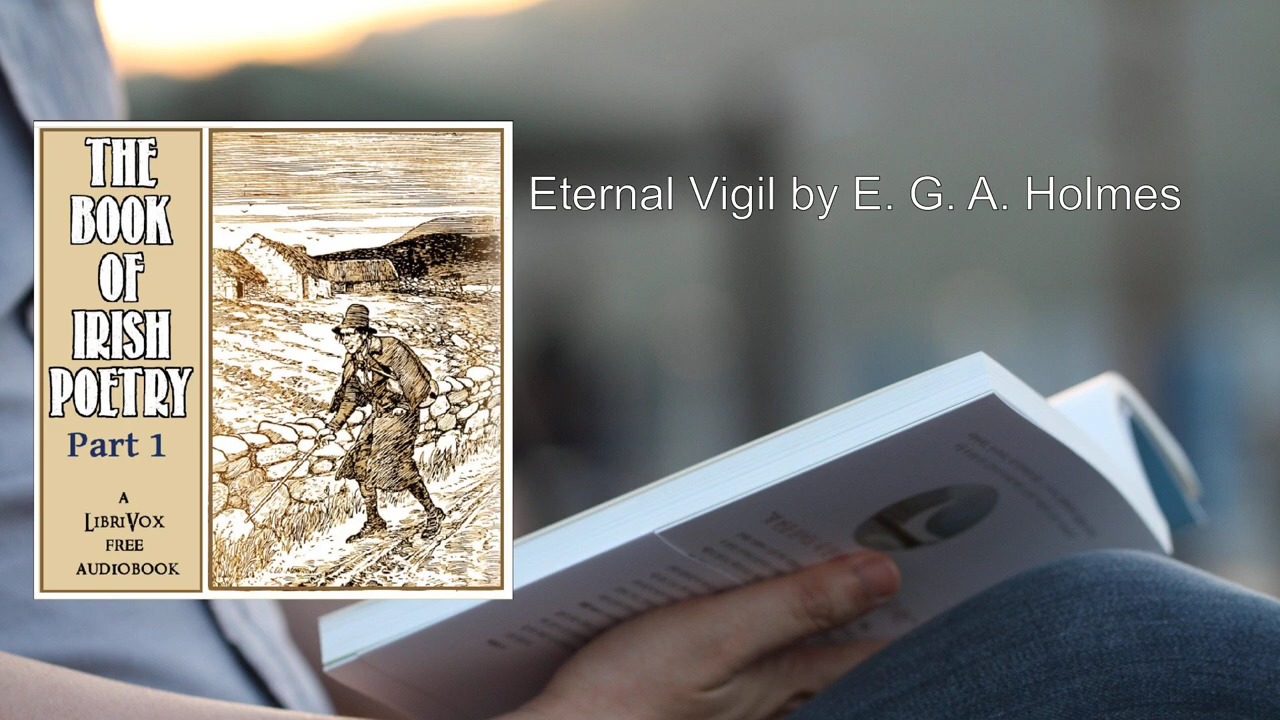 THE
BOOK
OF
IRISH
POETRY
Part 1
A
LIBRIVOX
FREE
AUDIOBOOK
Eternal Vigil by E. G. A. Holmes